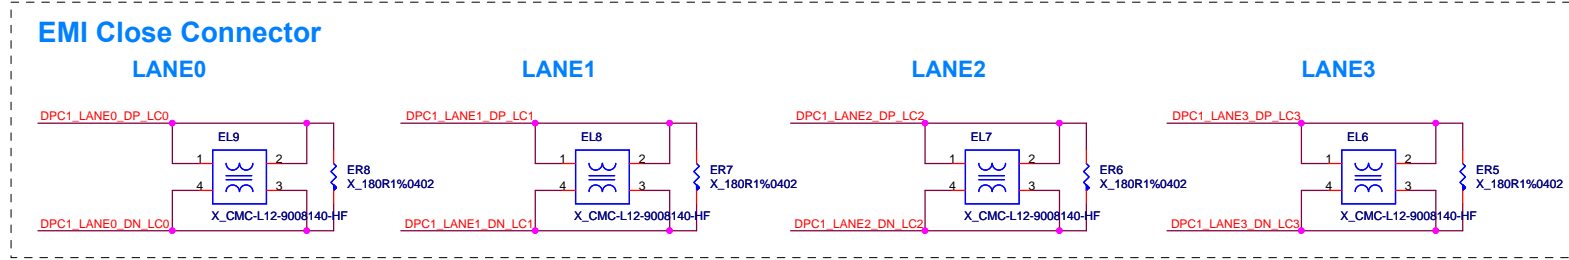 EMI Close Connector
LANE0 LANE1 LANE2 LANE3
DPC1_LANE0_DP_LC0 DPC1_LANE1_DP_LC1 DPC1_LANE2_DP_LC2 DPC1_LANE3_DP_LC3
EL9 EL8 EL7 EL6
1 2 1 2 1 2 1 2
ER8 ER7 ER6 ER5
X_180R1%0402 X_180R1%0402 X_180R1%0402 X_180R1%0402
4 3 4 3 4 3 4 3
X_CMC-L12-9008140-HF X_CMC-L12-9008140-HF X_CMC-L12-9008140-HF X_CMC-L12-9008140-HF
DPC1_LANE0_DN_LC0 DPC1_LANE1_DN_LC1 DPC1_LANE2_DN_LC2 DPC1_LANE3_DN_LC3